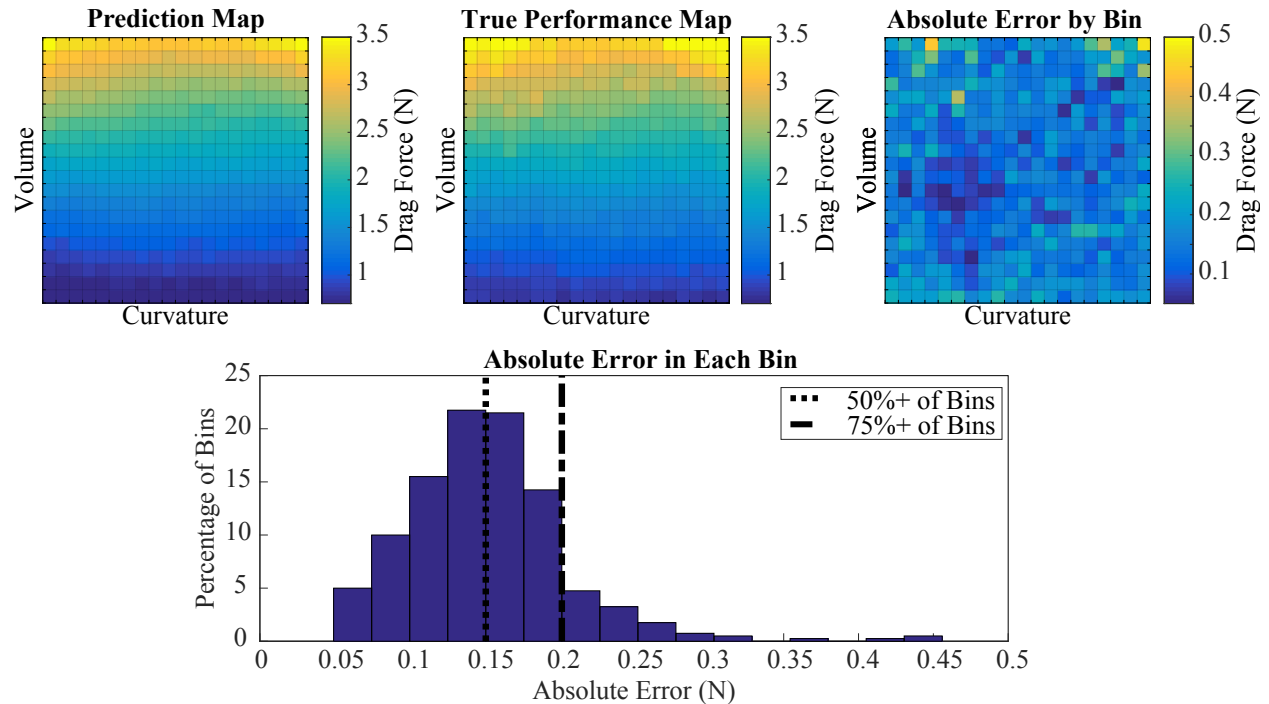 Prediction Map
Volume
Curvature
3.5
3
2.5
2
1.5
1
Drag Force (N)
True Performance Map
Volume
Curvature
3.5
3
2.5
2
1.5
1
Drag Force (N)
Absolute Error by Bin
Volume
Curvature
0.5
0.4
0.3
0.2
0.1
Drag Force (N)
Absolute Error in Each Bin
Percentage of Bins
25
20
15
10
5
0
50%+ of Bins
75%+ of Bins
0 0.05 0.1 0.15 0.2 0.25 0.3 0.35 0.4 0.45 0.5
Absolute Error (N)